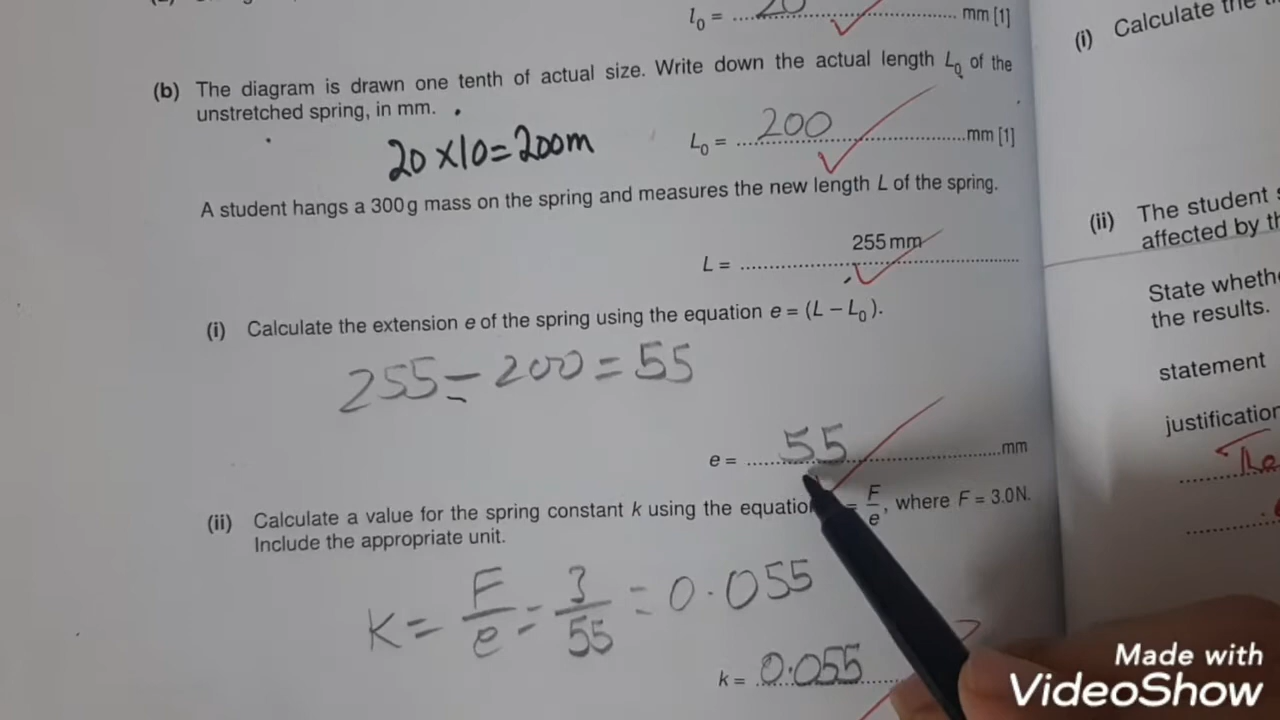 l0 = 20 mm [1]
(i) Calculate the
(b) The diagram is drawn one tenth of actual size. Write down the actual length L0 of the
unstretched spring, in mm.
20 ×10=200m
L0 = 200 mm [1]
A student hangs a 300g mass on the spring and measures the new length L of the spring.
(ii) The student
affected by
255 mm
L =
State
the results.
(i) Calculate the extension e of the spring using the equation e = (L – L0).
255 – 200 = 55
statement
justification
e = 55 mm
The
(ii) Calculate a value for the spring constant k using the = F/e, where F = 3.0N.
Include the appropriate unit.
K = F/e = 3/55 = 0.055
k = 0.055
Made with
VideoShow